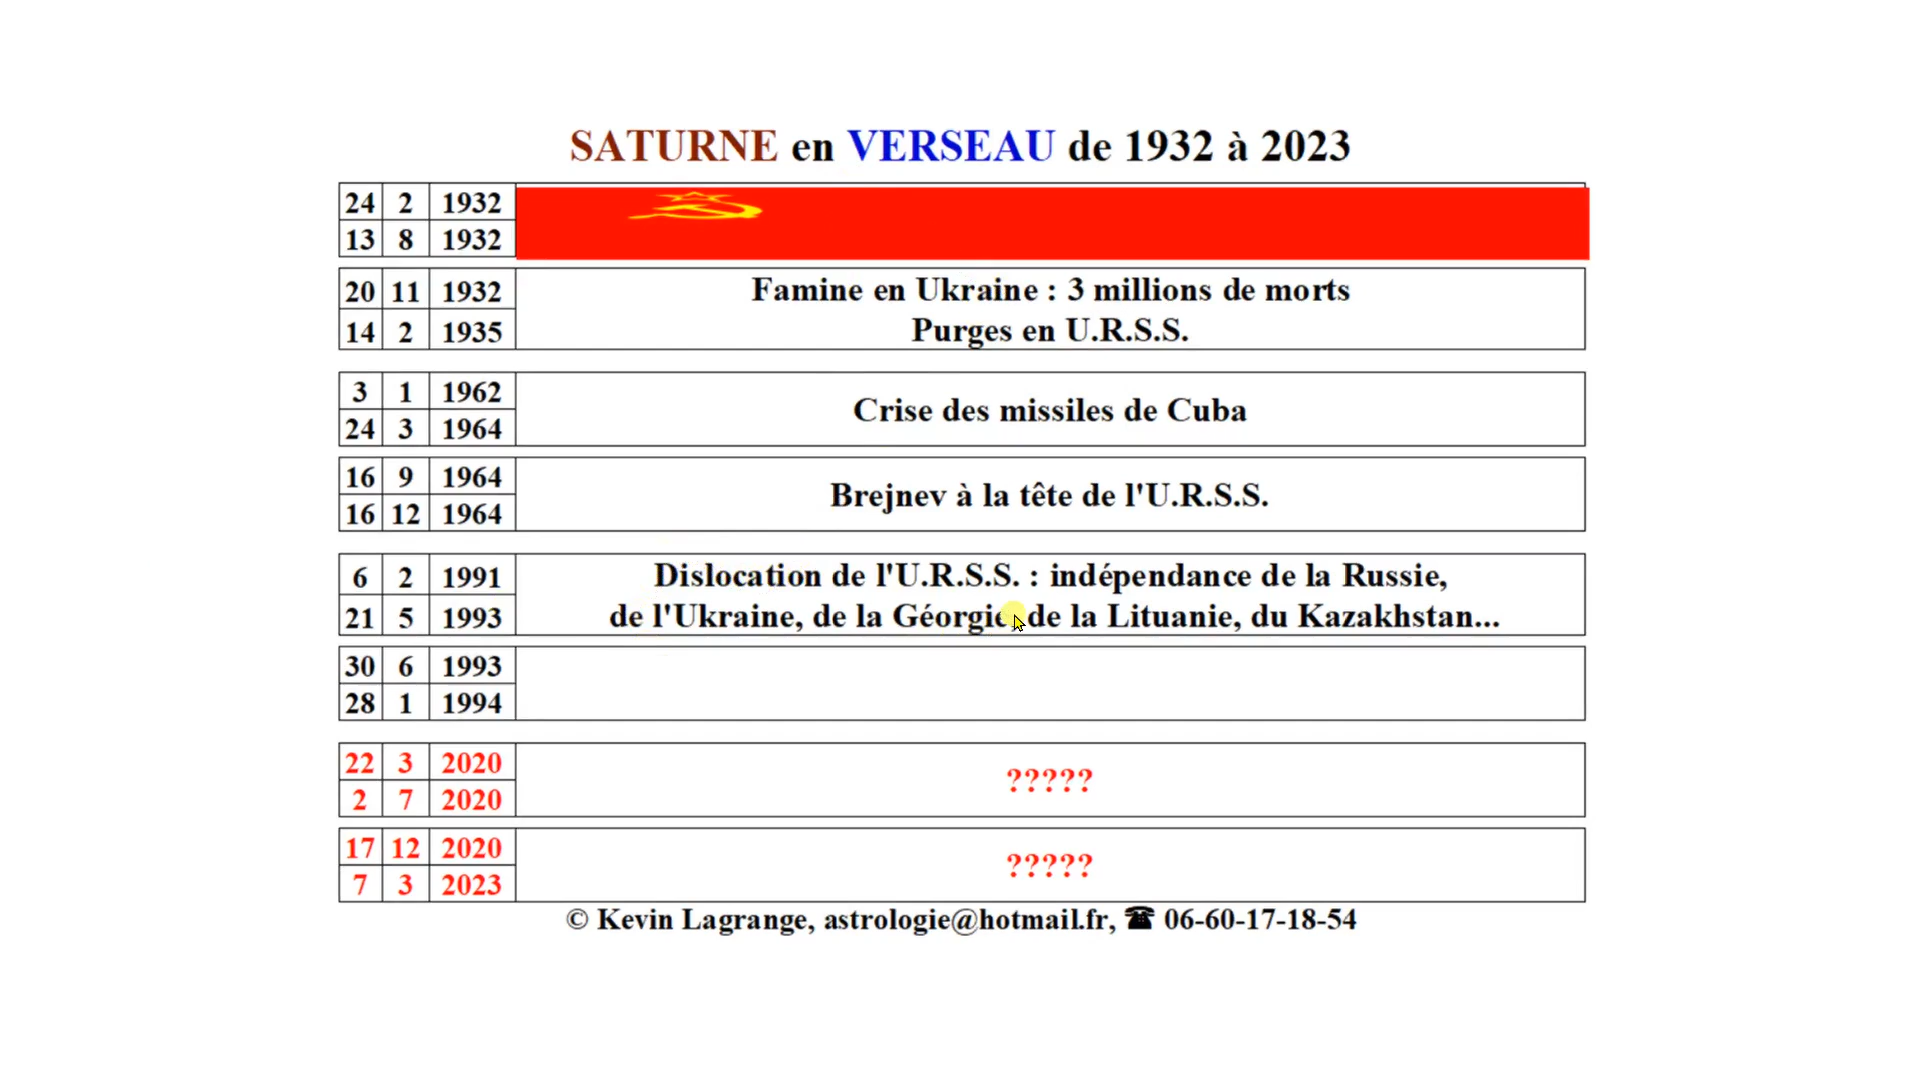 SATURNE en VERSEAU de 1932 à 2023
24 2 1932
13 8 1932
20 11 1932
14 2 1935
Famine en Ukraine : 3 millions de morts
Purges en U.R.S.S.
3 1 1962
24 3 1964
Crise des missiles de Cuba
16 9 1964
16 12 1964
Brejnev à la tête de l'U.R.S.S.
6 2 1991
21 5 1993
Dislocation de l'U.R.S.S. : indépendance de la Russie,
de l'Ukraine, de la Géorgie, de la Lituanie, du Kazakhstan...
30 6 1993
28 1 1994
22 3 2020
2 7 2020
?????
17 12 2020
7 3 2023
?????
© Kevin Lagrange, astrologie@hotmail.fr, ☎ 06-60-17-18-54